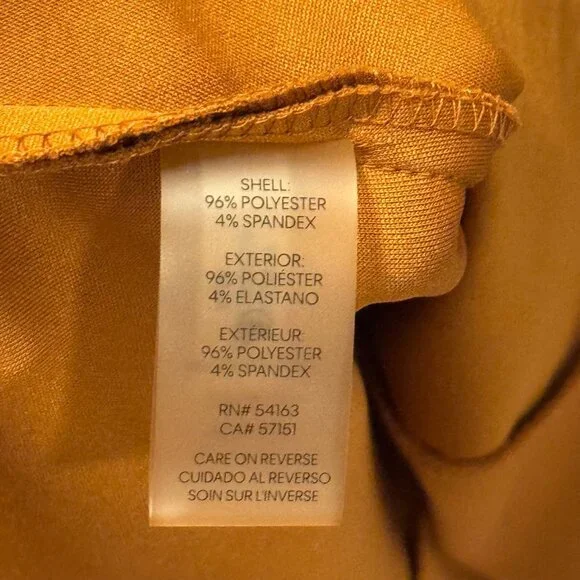 SHELL:
96% POLYESTER
4% SPANDEX
EXTERIOR:
96% POLIÉSTER
4% ELASTANO
EXTÉRIEUR:
96% POLYESTER
4% SPANDEX
RN# 54163
CA# 57151
CARE ON REVERSE
CUIDADO AL REVERSO
SOIN SUR L'INVERSE